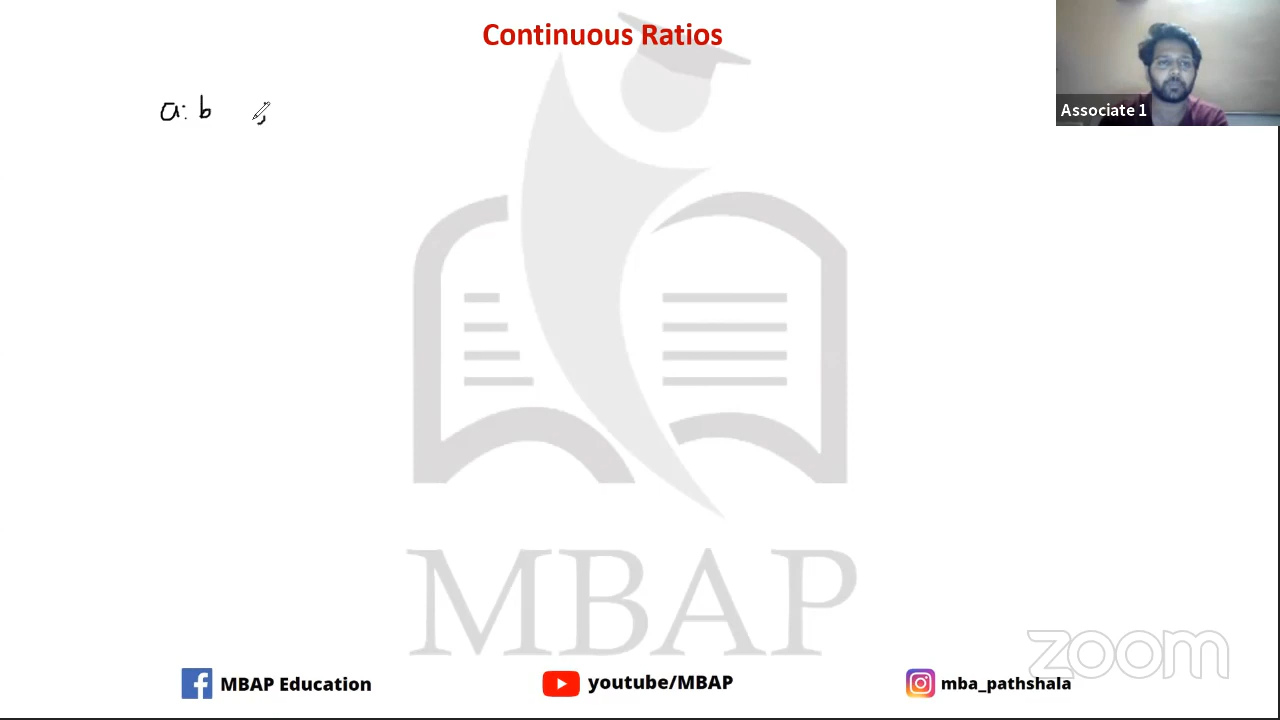 Continuous Ratios
a : b ,
Associate 1
MBAP
zoom
MBAP Education
youtube/MBAP
mba_pathshala